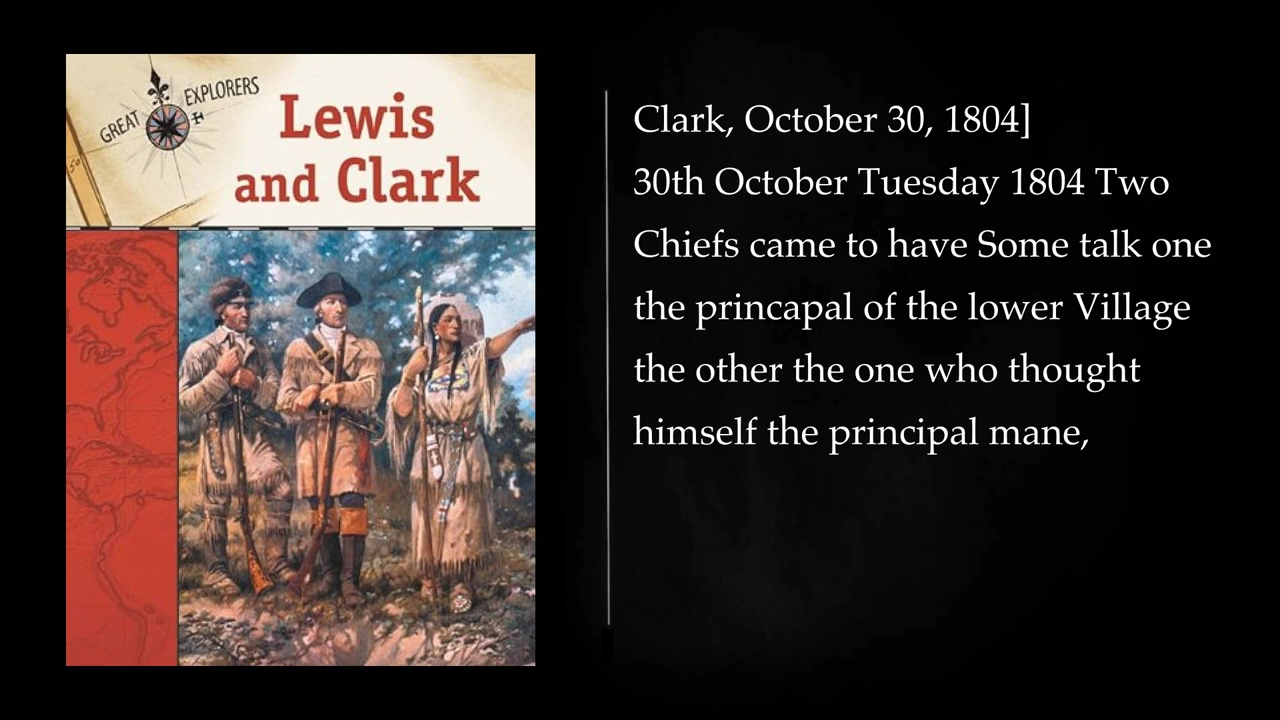 GREAT EXPLORERS
Lewis
and Clark
50
Clark, October 30, 1804]
30th October Tuesday 1804 Two
Chiefs came to have Some talk one
the princapal of the lower Village
the other the one who thought
himself the principal mane,